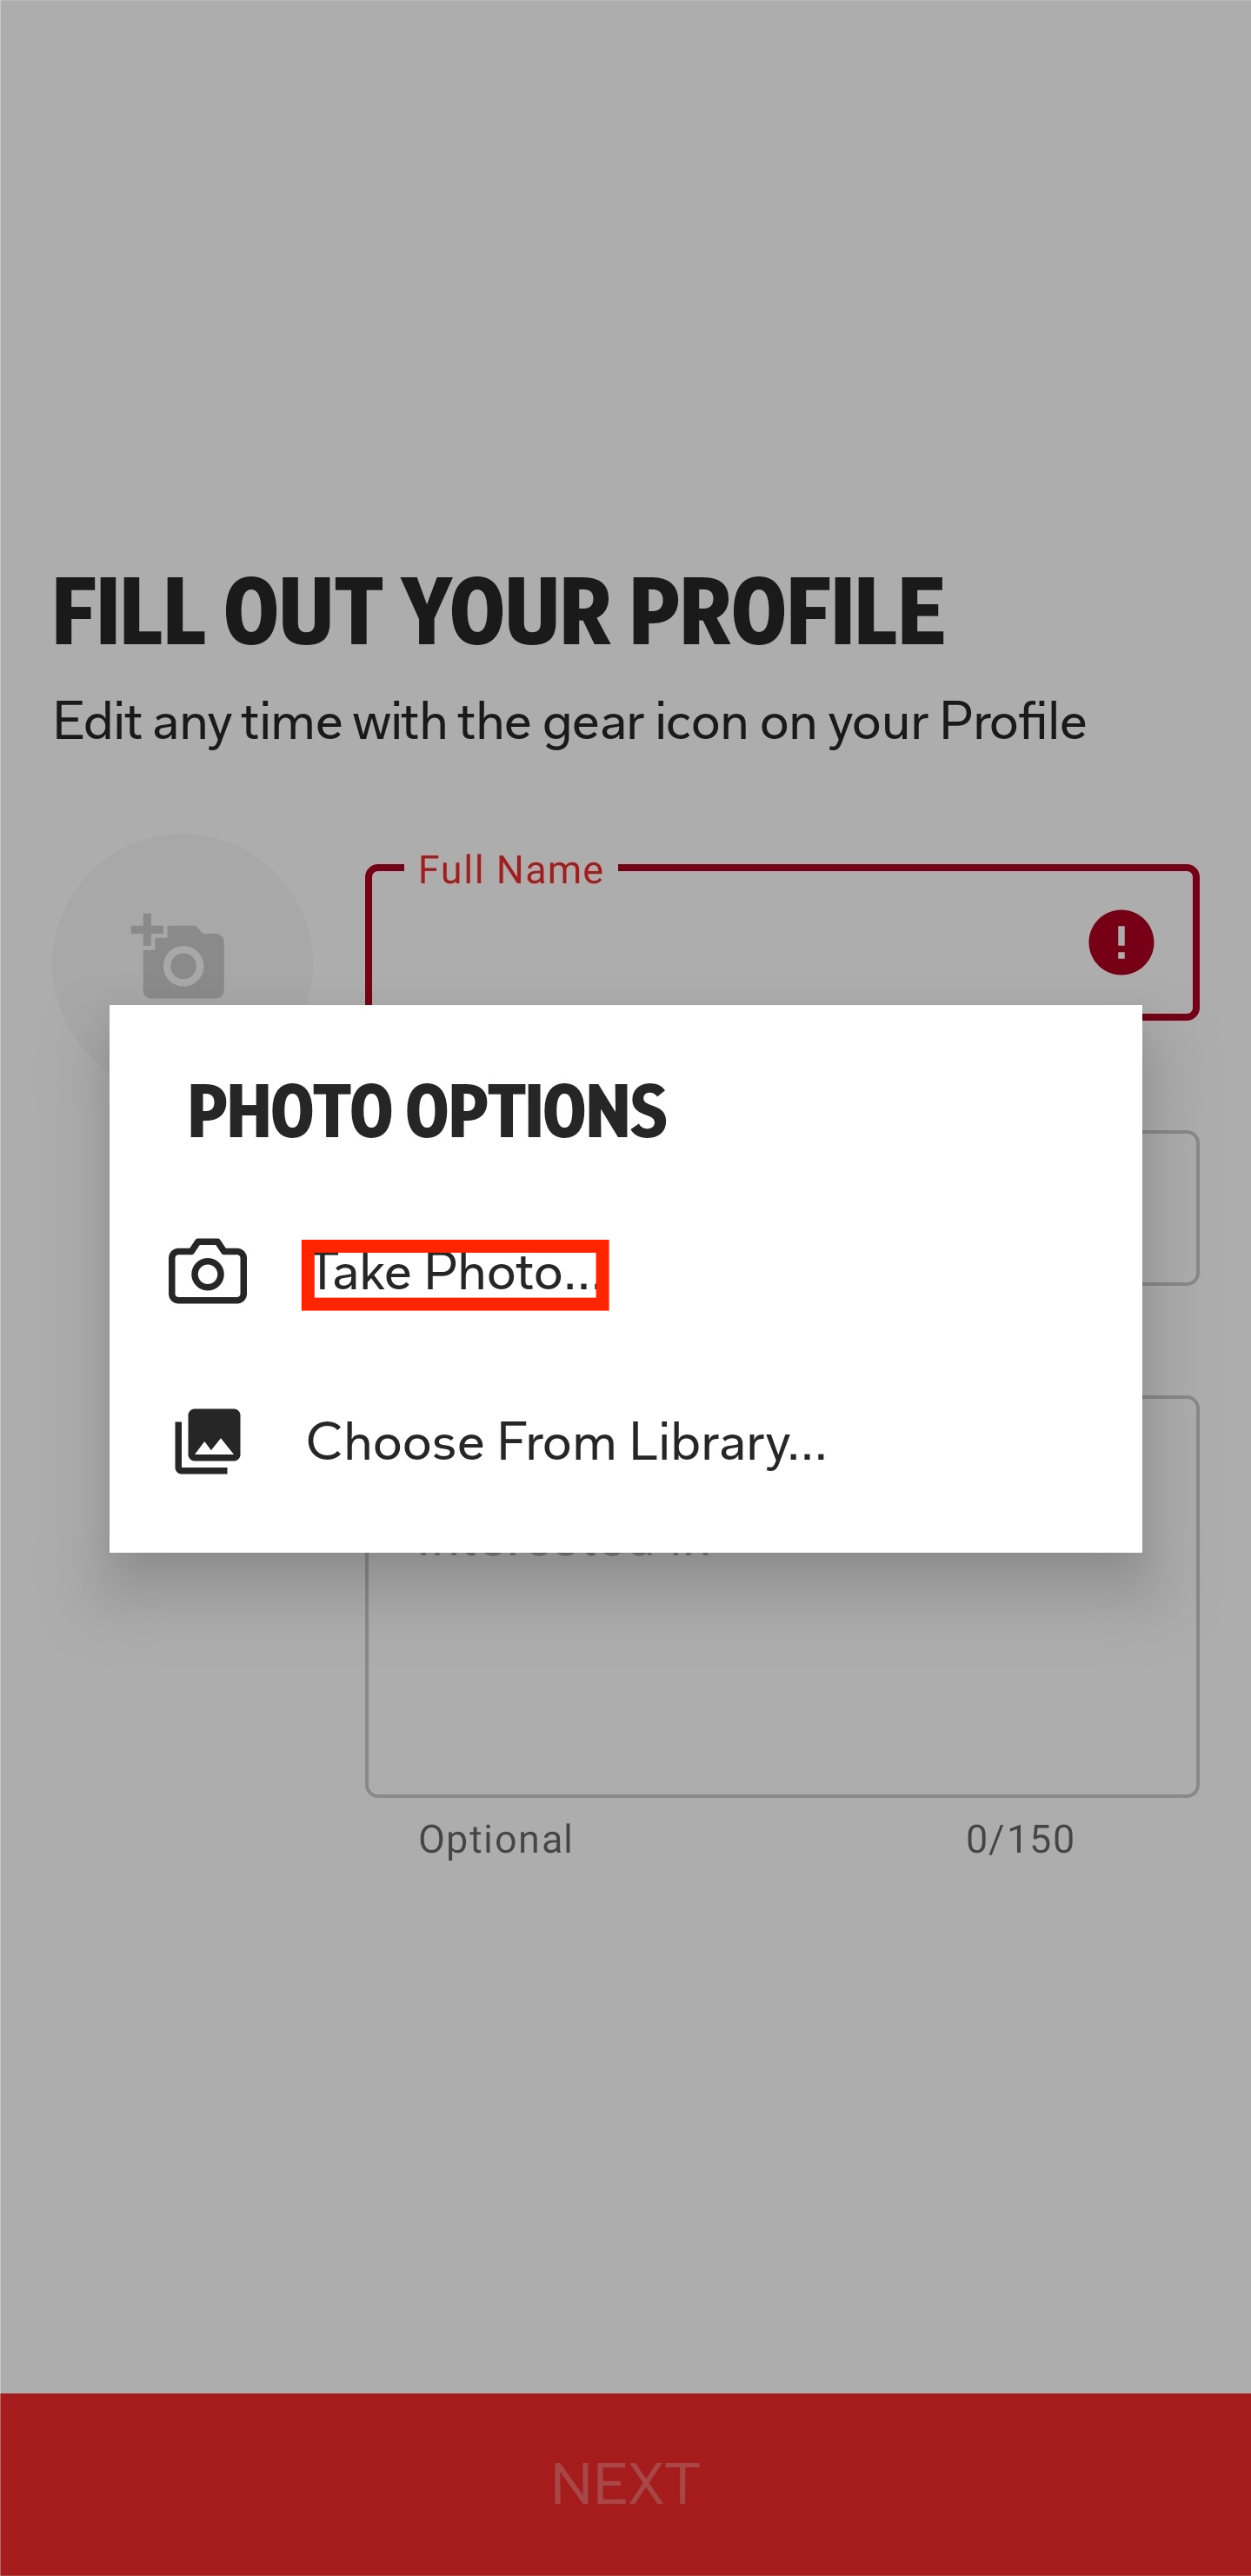 FILL OUT YOUR PROFILE
Edit any time with the gear icon on your Profile
Full Name
PHOTO OPTIONS
Take Photo...
Choose From Library...
Optional
0/150
NEXT